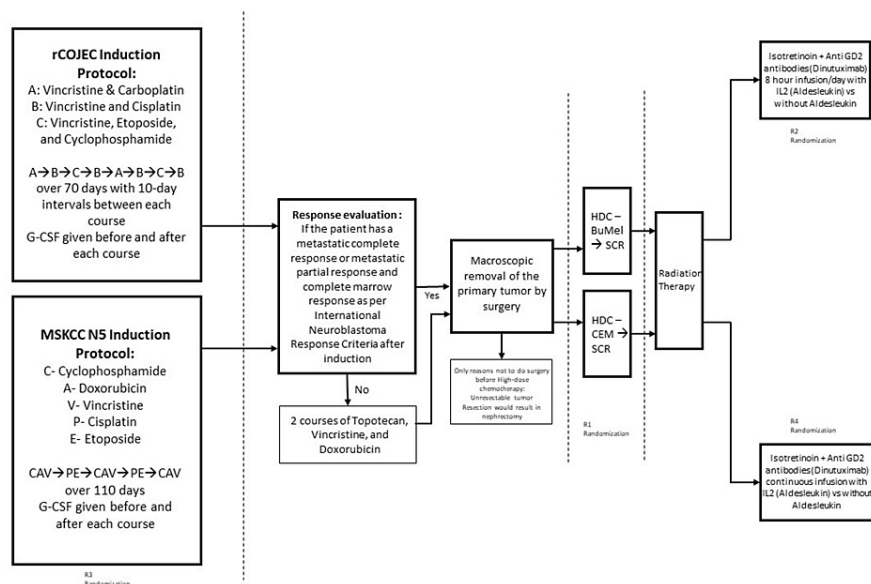 rCOJEC Induction
Protocol:
A: Vincristine & Carboplatin
B: Vincristine and Cisplatin
C: Vincristine, Etoposide,
and Cyclophosphamide
A→B→C→B→A→B→C→B
over 70 days with 10-day
intervals between each
course
G-CSF given before and after
each course
MSKCC N5 Induction
Protocol:
C- Cyclophosphamide
A- Doxorubicin
V- Vincristine
P- Cisplatin
E- Etoposide
CAV→PE→CAV→PE→CAV
over 110 days
G-CSF given before and
after each course
R3
Randomization
Response evaluation :
If the patient has a
metastatic complete
response or metastatic
partial response and
complete marrow
response as per
International
Neuroblastoma
Response Criteria after
induction
Yes
No
2 courses of Topotecan,
Vincristine, and
Doxorubicin
Macroscopic
removal of the
primary tumor by
surgery
Only reasons not to do surgery
before High-dose
chemotherapy:
Unresectable tumor
Resection would result in
nephrectomy
HDC –
BuMel
→ SCR
HDC –
CEM →
SCR
R1
Randomization
Radiation
Therapy
Isotretinoin + Anti GD2
antibodies(Dinutuximab)
8 hour infusion/day with
IL2 (Aldesleukin) vs
without Aldesleukin
R2
Randomization
R4
Randomization
Isotretinoin + Anti GD2
antibodies(Dinutuximab)
continuous infusion with
IL2 (Aldesleukin) vs without
Aldesleukin